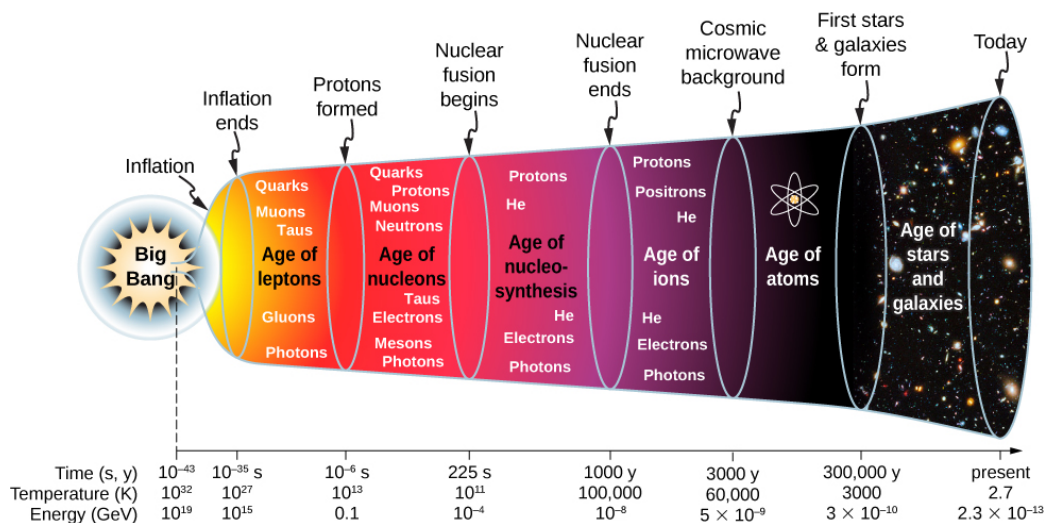 First stars
& galaxies
form
Cosmic
microwave
background
Today
Nuclear
fusion
begins
Nuclear
fusion
ends
Protons
formed
Inflation
ends
Inflation
Big
Bang
Quarks
Muons
Taus
Age of
leptons
Gluons
Photons
Quarks
Protons
Muons
Neutrons
Age of
nucleons
Taus
Electrons
Mesons
Photons
Protons
He
Age of
nucleo-
synthesis
He
Electrons
Photons
Protons
Positrons
He
Age of
ions
He
Electrons
Photons
Age of
atoms
Age of
stars
and
galaxies
Time (s, y) 10⁻⁴³ 10⁻³⁵ s 10⁻⁶ s 225 s 1000 y 3000 y 300,000 y present
Temperature (K) 10³² 10²⁷ 10¹³ 10¹¹ 100,000 60,000 3000 2.7
Energy (GeV) 10¹⁹ 10¹⁵ 0.1 10⁻⁴ 10⁻⁸ 5 × 10⁻⁹ 3 × 10⁻¹⁰ 2.3 × 10⁻¹³